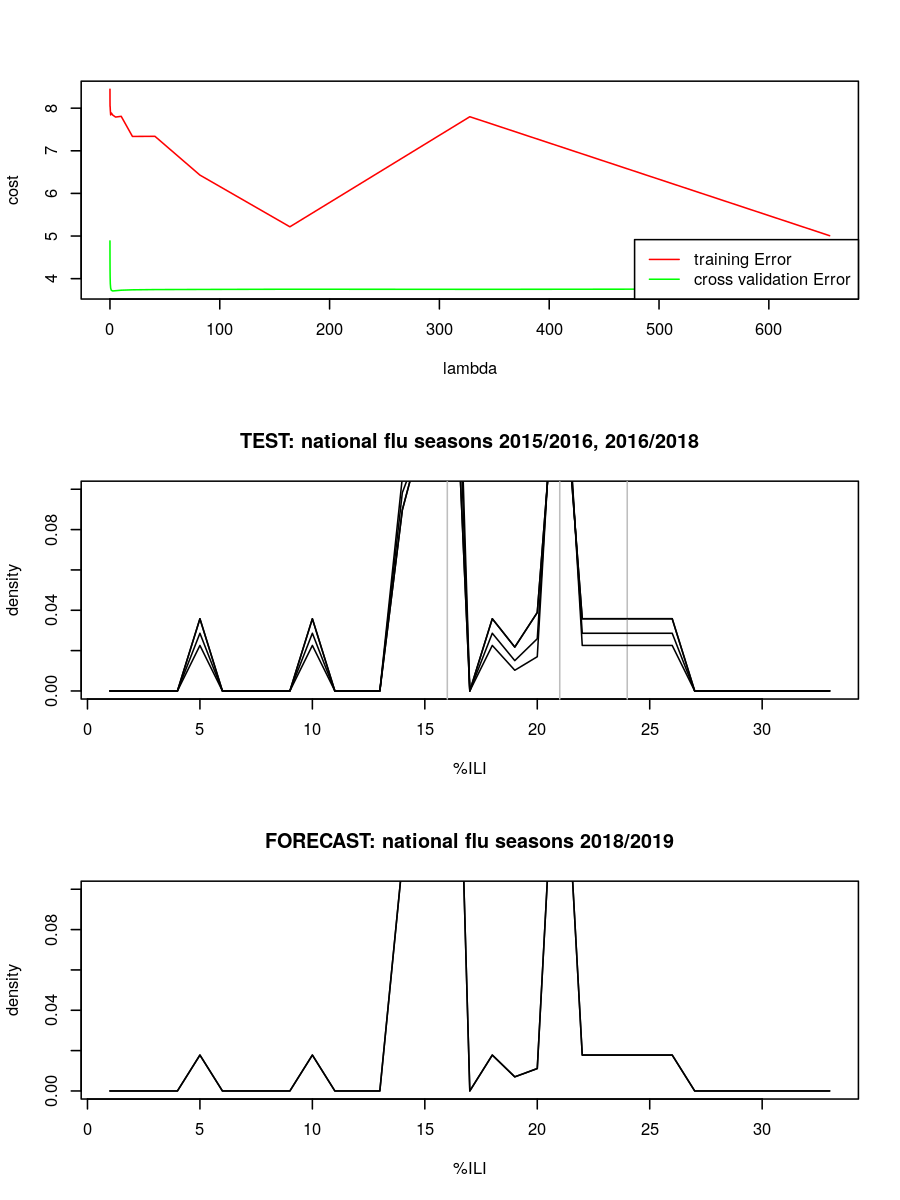 cost
8
7
6
5
4
training Error
cross validation Error
0 100 200 300 400 500 600
lambda
TEST: national flu seasons 2015/2016, 2016/2018
density
0.08
0.04
0.00
0 5 10 15 20 25 30
%ILI
FORECAST: national flu seasons 2018/2019
density
0.08
0.04
0.00
0 5 10 15 20 25 30
%ILI